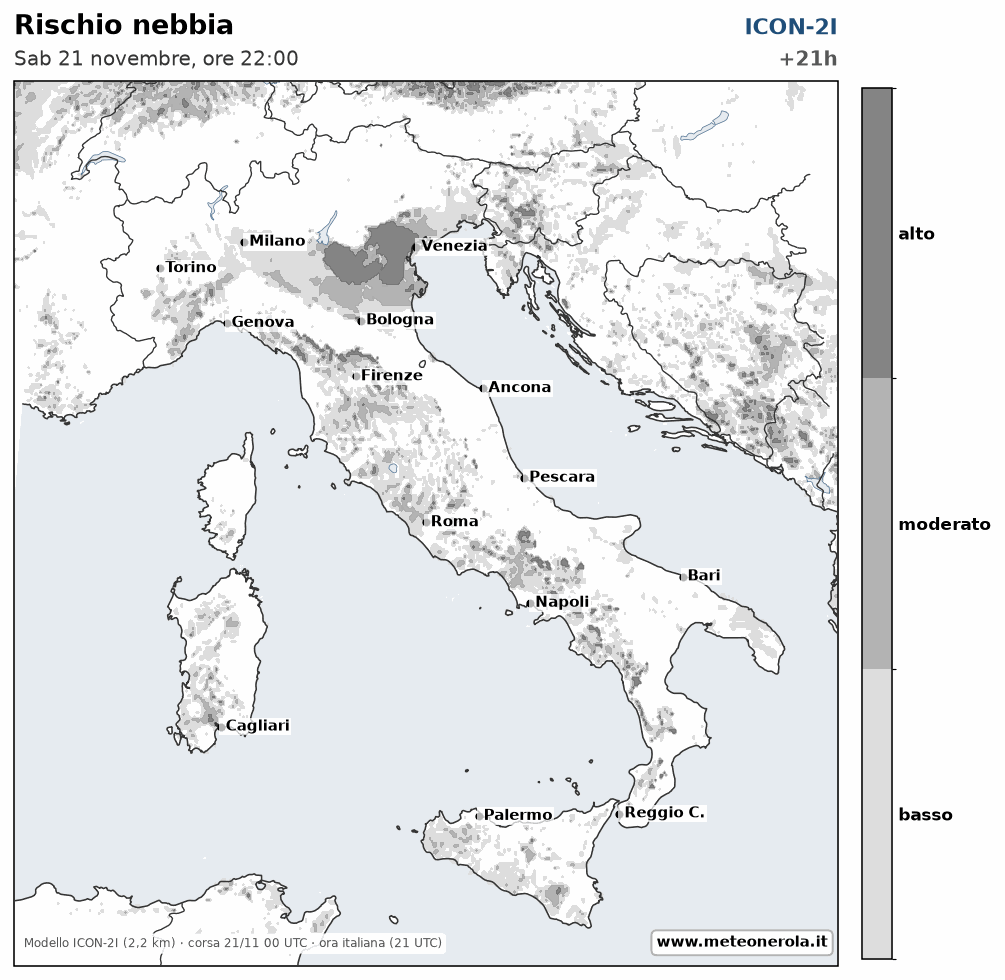 Rischio nebbia
ICON-2I
Sab 21 novembre, ore 22:00
+21h
alto
Milano
Venezia
Torino
Genova
Bologna
Firenze
Ancona
Pescara
Roma
moderato
Bari
Napoli
Cagliari
Palermo
Reggio C.
basso
Modello ICON-2I (2,2 km) · corsa 21/11 00 UTC · ora italiana (21 UTC)
www.meteonerola.it